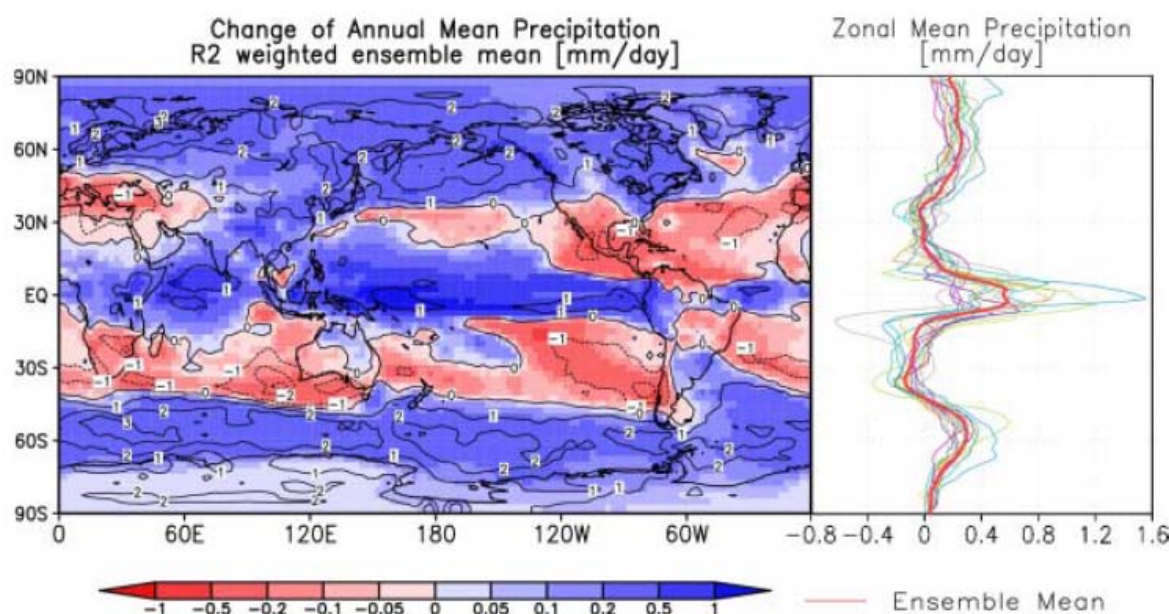 Change of Annual Mean Precipitation
R2 weighted ensemble mean [mm/day]
Zonal Mean Precipitation
[mm/day]
90N
60N
30N
EQ
30S
60S
90S
0 60E 120E 180 120W 60W
-0.8 -0.4 0 0.4 0.8 1.2 1.6
-1 -0.5 -0.2 -0.1 -0.05 0 0.05 0.1 0.2 0.5 1
Ensemble Mean